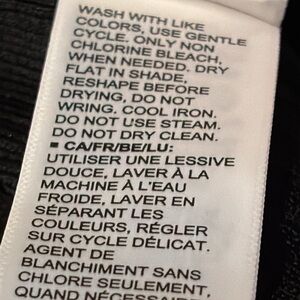 WASH WITH LIKE
COLORS, USE GENTLE
CYCLE. ONLY NON
CHLORINE BLEACH,
WHEN NEEDED. DRY
FLAT IN SHADE,
RESHAPE BEFORE
DRYING, DO NOT
WRING. COOL IRON.
DO NOT USE STEAM.
DO NOT DRY CLEAN.
■ CA/FR/BE/LU:
UTILISER UNE LESSIVE
DOUCE, LAVER À LA
MACHINE À L'EAU
FROIDE, LAVER EN
SÉPARANT LES
COULEURS, RÉGLER
SUR CYCLE DÉLICAT.
AGENT DE
BLANCHIMENT SANS
CHLORE SEULEMENT,
QUAND